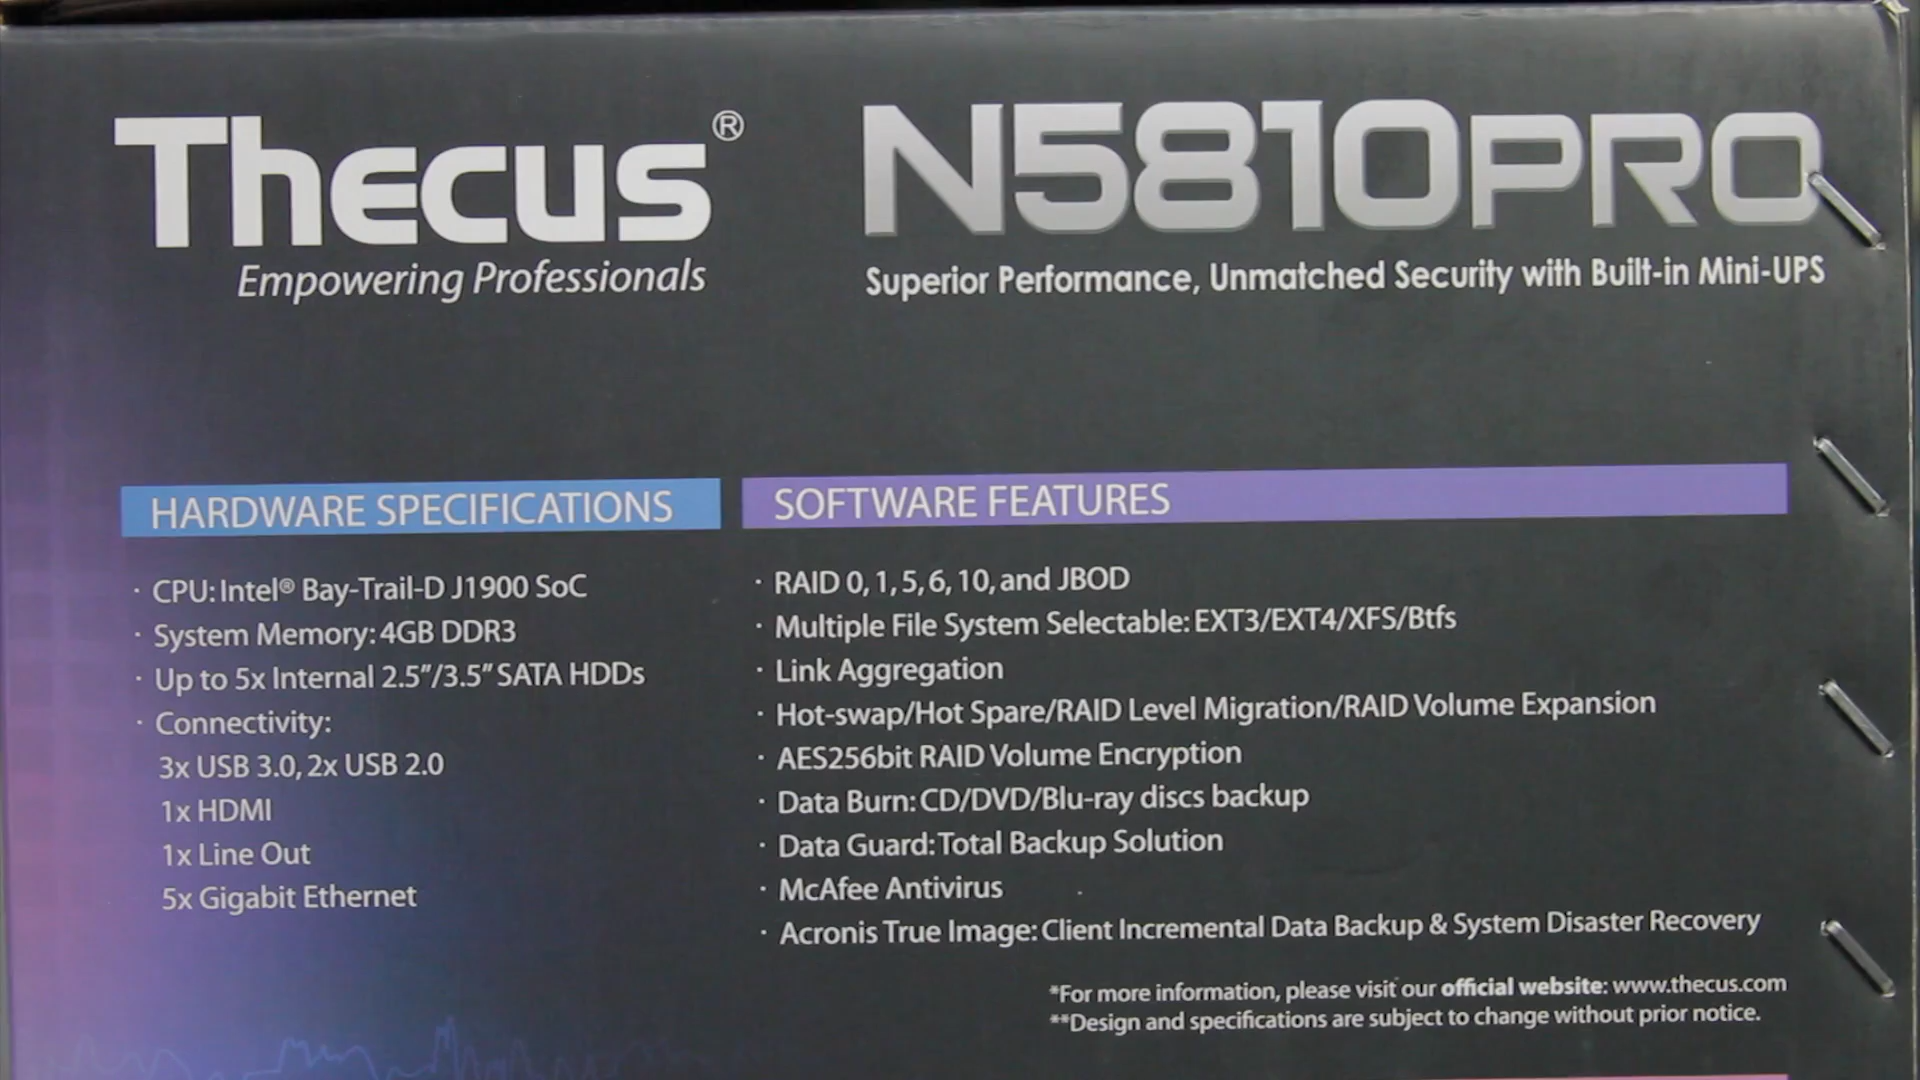 Thecus®
Empowering Professionals
N5810PRO
Superior Performance, Unmatched Security with Built-in Mini-UPS
HARDWARE SPECIFICATIONS
· CPU: Intel® Bay-Trail-D J1900 SoC
· System Memory: 4GB DDR3
· Up to 5x Internal 2.5"/3.5" SATA HDDs
· Connectivity:
3x USB 3.0, 2x USB 2.0
1x HDMI
1x Line Out
5x Gigabit Ethernet
SOFTWARE FEATURES
· RAID 0, 1, 5, 6, 10, and JBOD
· Multiple File System Selectable: EXT3/EXT4/XFS/Btfs
· Link Aggregation
· Hot-swap/Hot Spare/RAID Level Migration/RAID Volume Expansion
· AES256bit RAID Volume Encryption
· Data Burn: CD/DVD/Blu-ray discs backup
· Data Guard: Total Backup Solution
· McAfee Antivirus
· Acronis True Image: Client Incremental Data Backup & System Disaster Recovery
*For more information, please visit our official website: www.thecus.com
**Design and specifications are subject to change without prior notice.